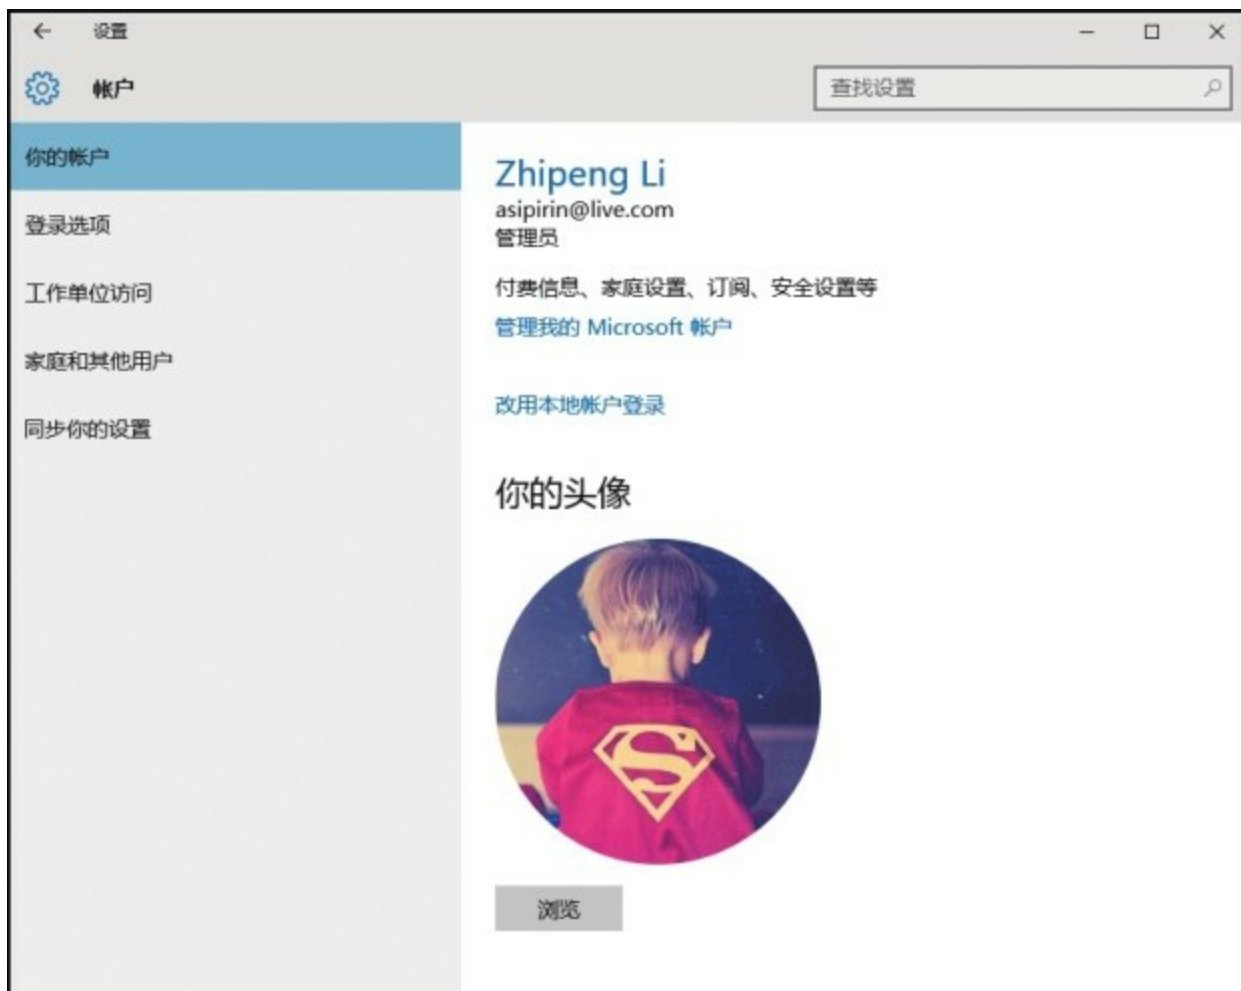 设置
帐户
查找设置
你的帐户
登录选项
工作单位访问
家庭和其他用户
同步你的设置
Zhipeng Li
asipirin@live.com
管理员
付费信息、家庭设置、订阅、安全设置等
管理我的 Microsoft 帐户
改用本地帐户登录
你的头像
S
浏览